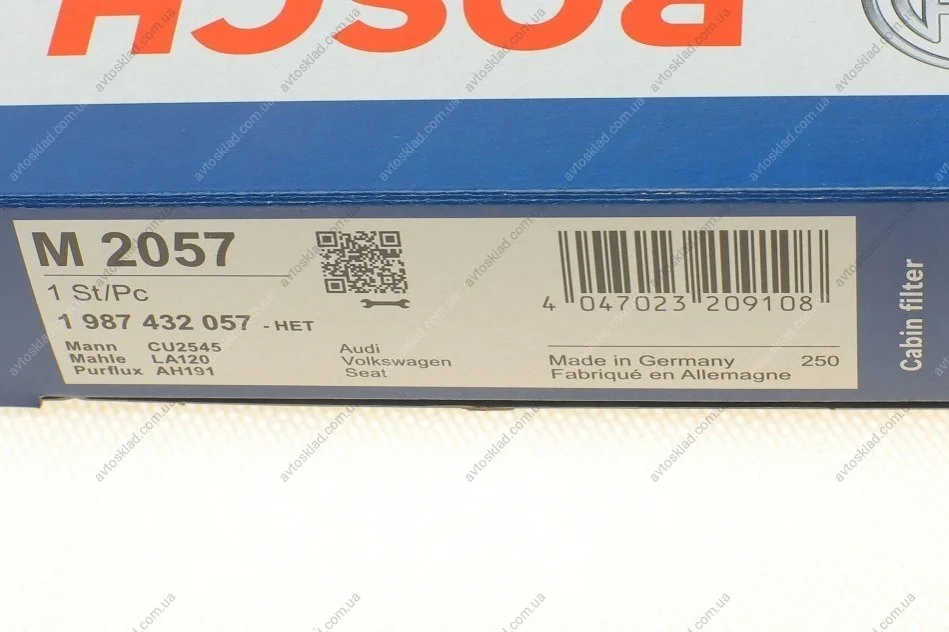 BOSCH
M 2057
1 St/Pc
1 987 432 057 - HET
Mann CU2545
Mahle LA120
Purflux AH191
Audi
Volkswagen
Seat
4 047023 209108
Made in Germany 250
Fabriqué en Allemagne
Cabin filter
avtosklad.com.ua